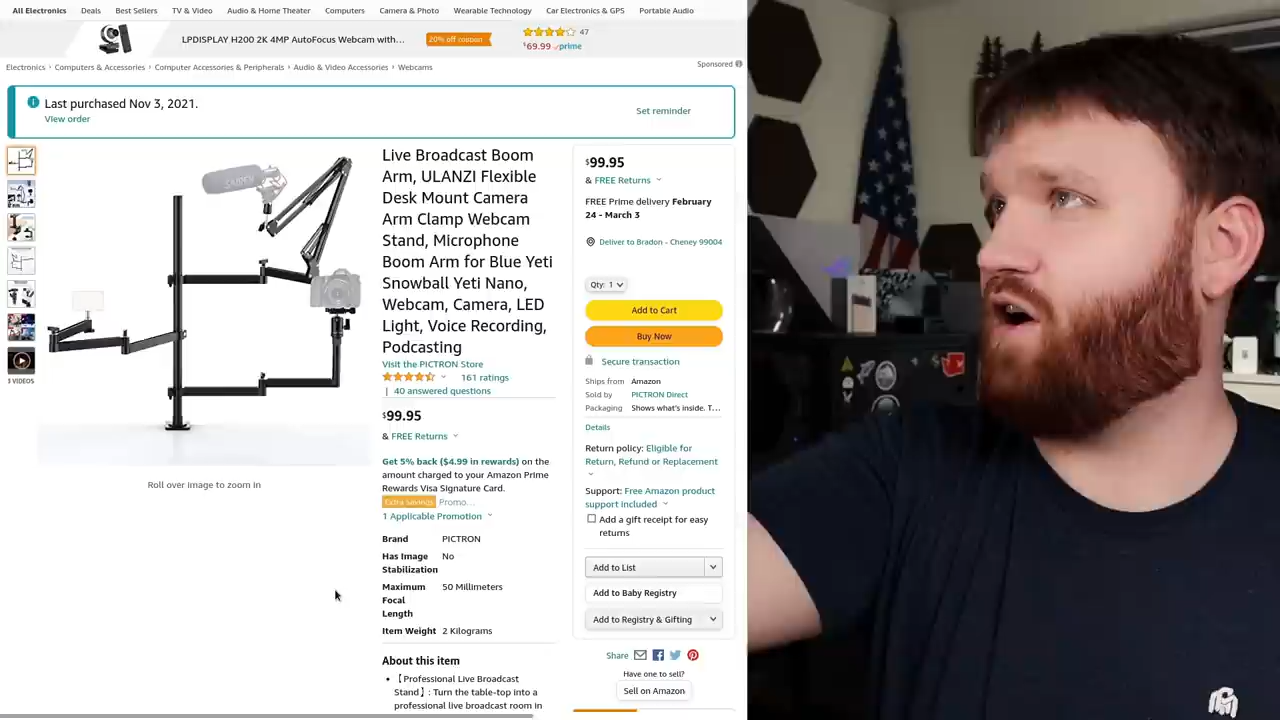 All Electronics Deals Best Sellers TV & Video Audio & Home Theater Computers Camera & Photo Wearable Technology Car Electronics & GPS Portable Audio
LPDISPLAY H200 2K 4MP AutoFocus Webcam with... 20% off coupon 47
$69.99 prime
Sponsored
Electronics › Computers & Accessories › Computer Accessories & Peripherals › Audio & Video Accessories › Webcams
Last purchased Nov 3, 2021.
View order
Set reminder
3 VIDEOS
Roll over image to zoom in
Live Broadcast Boom
Arm, ULANZI Flexible
Desk Mount Camera
Arm Clamp Webcam
Stand, Microphone
Boom Arm for Blue Yeti
Snowball Yeti Nano,
Webcam, Camera, LED
Light, Voice Recording,
Podcasting
Visit the PICTRON Store
161 ratings
| 40 answered questions
$99.95
& FREE Returns
Get 5% back ($4.99 in rewards) on the
amount charged to your Amazon Prime
Rewards Visa Signature Card.
Extra Savings Promo...
1 Applicable Promotion
Brand PICTRON
Has Image No
Stabilization
Maximum 50 Millimeters
Focal
Length
Item Weight 2 Kilograms
About this item
• 【Professional Live Broadcast
Stand】: Turn the table-top into a
professional live broadcast room in
$99.95
& FREE Returns
FREE Prime delivery February
24 - March 3
Deliver to Bradon - Cheney 99004
Qty: 1
Add to Cart
Buy Now
Secure transaction
Ships from Amazon
Sold by PICTRON Direct
Packaging Shows what's inside. T...
Details
Return policy: Eligible for
Return, Refund or Replacement
Support: Free Amazon product
support included
Add a gift receipt for easy
returns
Add to List
Add to Baby Registry
Add to Registry & Gifting
Share
Have one to sell?
Sell on Amazon